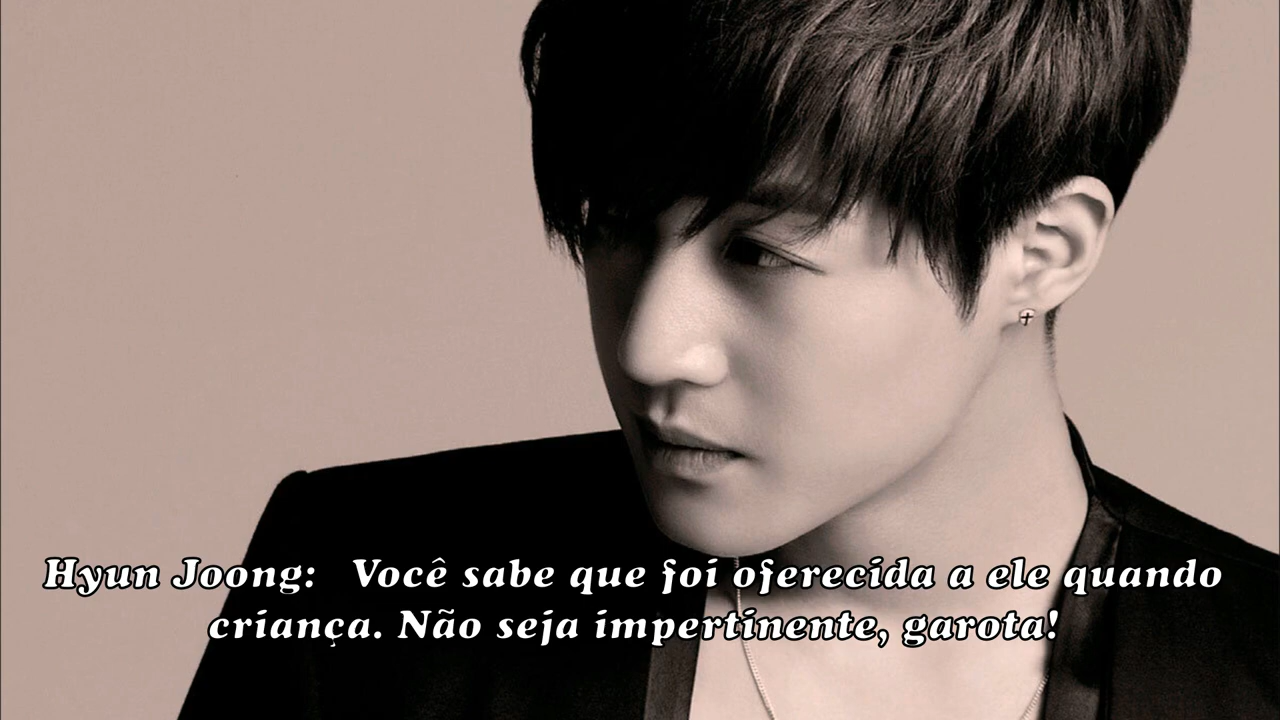 Hyun Joong: Você sabe que foi oferecida a ele quando
criança. Não seja impertinente, garota!